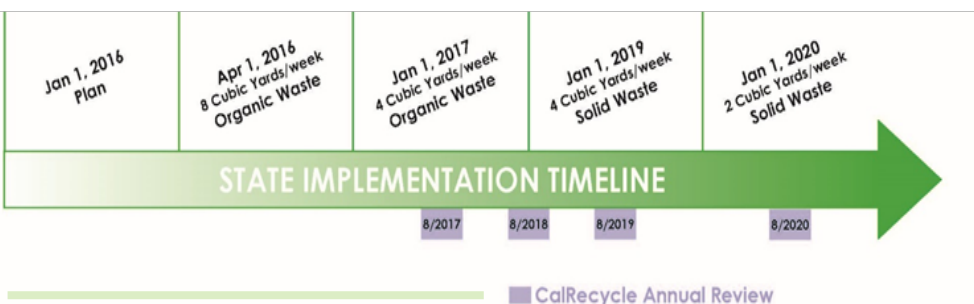 Jan 1, 2016
Plan
Apr 1, 2016
8 Cubic Yards/week
Organic Waste
Jan 1, 2017
4 Cubic Yards/week
Organic Waste
Jan 1, 2019
4 Cubic Yards/week
Solid Waste
Jan 1, 2020
2 Cubic Yards/week
Solid Waste
STATE IMPLEMENTATION TIMELINE
8/2017
8/2018
8/2019
8/2020
CalRecycle Annual Review